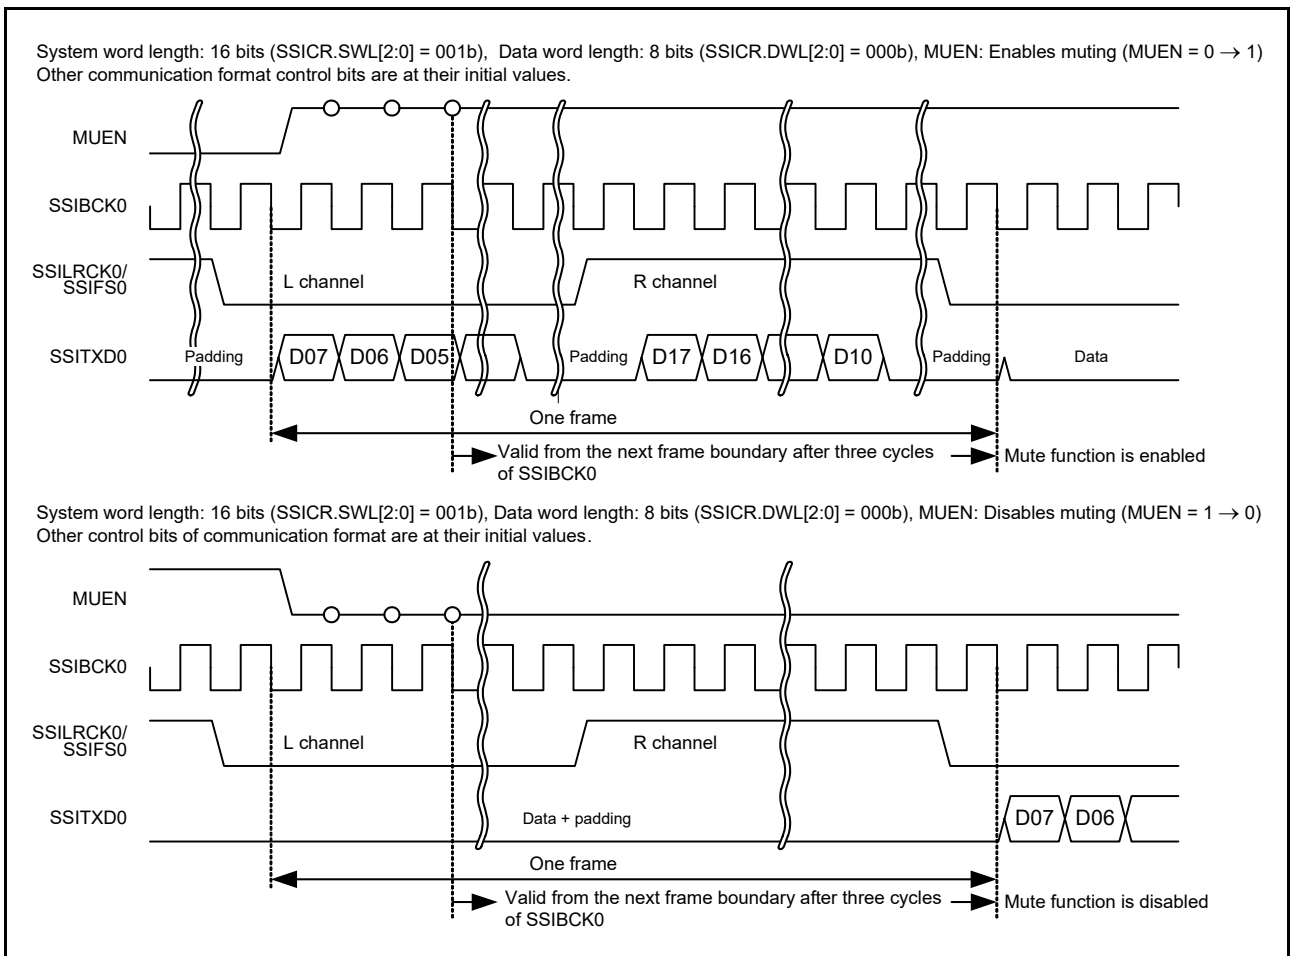 System word length: 16 bits (SSICR.SWL[2:0] = 001b), Data word length: 8 bits (SSICR.DWL[2:0] = 000b), MUEN: Enables muting (MUEN = 0 → 1)
Other communication format control bits are at their initial values.
MUEN
SSIBCK0
SSILRCK0/
SSIFS0
L channel
R channel
SSITXD0
Padding
D07
D06
D05
Padding
D17
D16
D10
Padding
Data
One frame
Valid from the next frame boundary after three cycles
of SSIBCK0
Mute function is enabled
System word length: 16 bits (SSICR.SWL[2:0] = 001b), Data word length: 8 bits (SSICR.DWL[2:0] = 000b), MUEN: Disables muting (MUEN = 1 → 0)
Other control bits of communication format are at their initial values.
MUEN
SSIBCK0
SSILRCK0/
SSIFS0
L channel
R channel
SSITXD0
Data + padding
D07
D06
One frame
Valid from the next frame boundary after three cycles
of SSIBCK0
Mute function is disabled